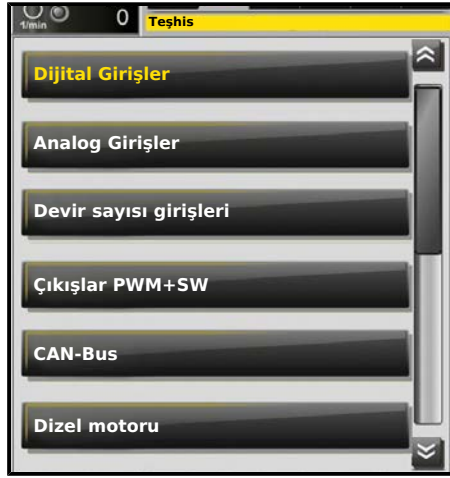 1/min
0
Teşhis
Dijital Girişler
Analog Girişler
Devir sayısı girişleri
Çıkışlar PWM+SW
CAN-Bus
Dizel motoru